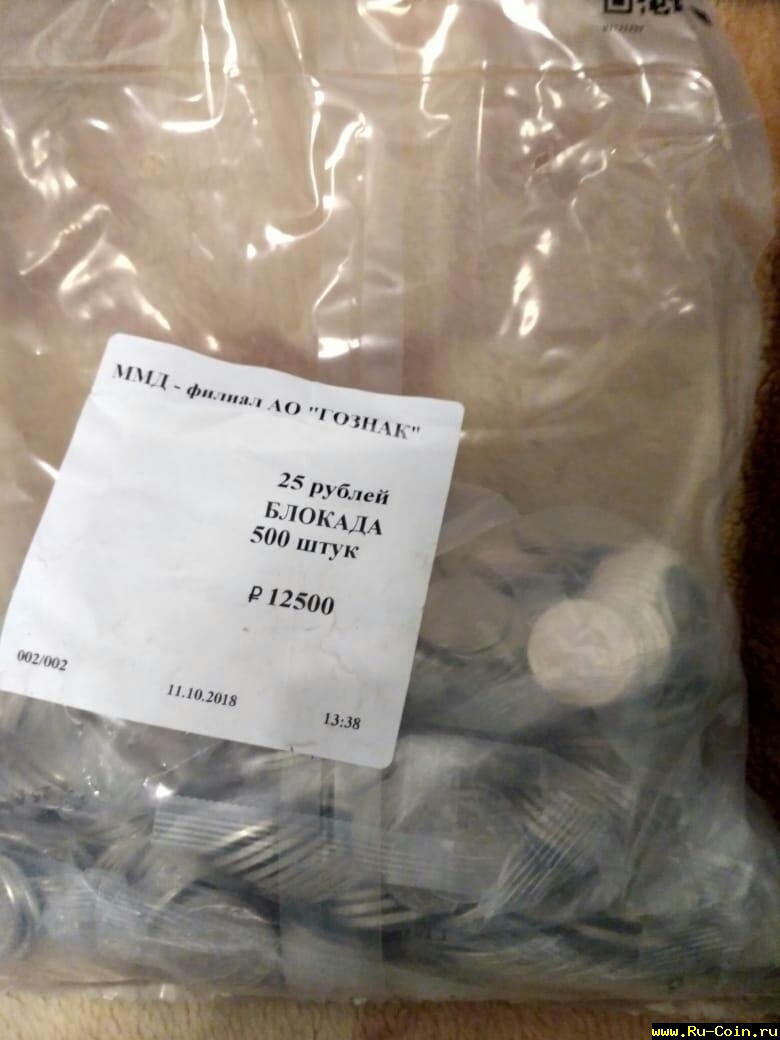 ММД - филиал АО "ГОЗНАК"
25 рублей
БЛОКАДА
500 штук
₽ 12500
002/002
11.10.2018
13:38
www.Ru-Coin.ru